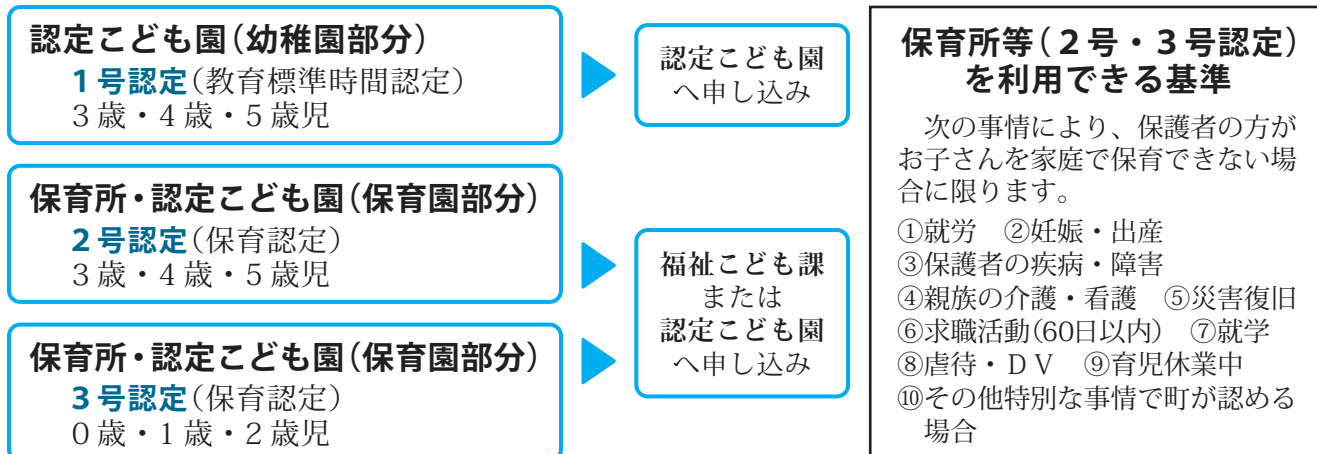 認定こども園(幼稚園部分)
1号認定(教育標準時間認定)
3歳・4歳・5歳児
認定こども園
へ申し込み
保育所・認定こども園(保育園部分)
2号認定(保育認定)
3歳・4歳・5歳児
保育所・認定こども園(保育園部分)
3号認定(保育認定)
0歳・1歳・2歳児
福祉こども課
または
認定こども園
へ申し込み
保育所等(2号・3号認定)
を利用できる基準
次の事情により、保護者の方が
お子さんを家庭で保育できない場
合に限ります。
①就労 ②妊娠・出産
③保護者の疾病・障害
④親族の介護・看護 ⑤災害復旧
⑥求職活動(60日以内) ⑦就学
⑧虐待・DV ⑨育児休業中
⑩その他特別な事情で町が認める
場合